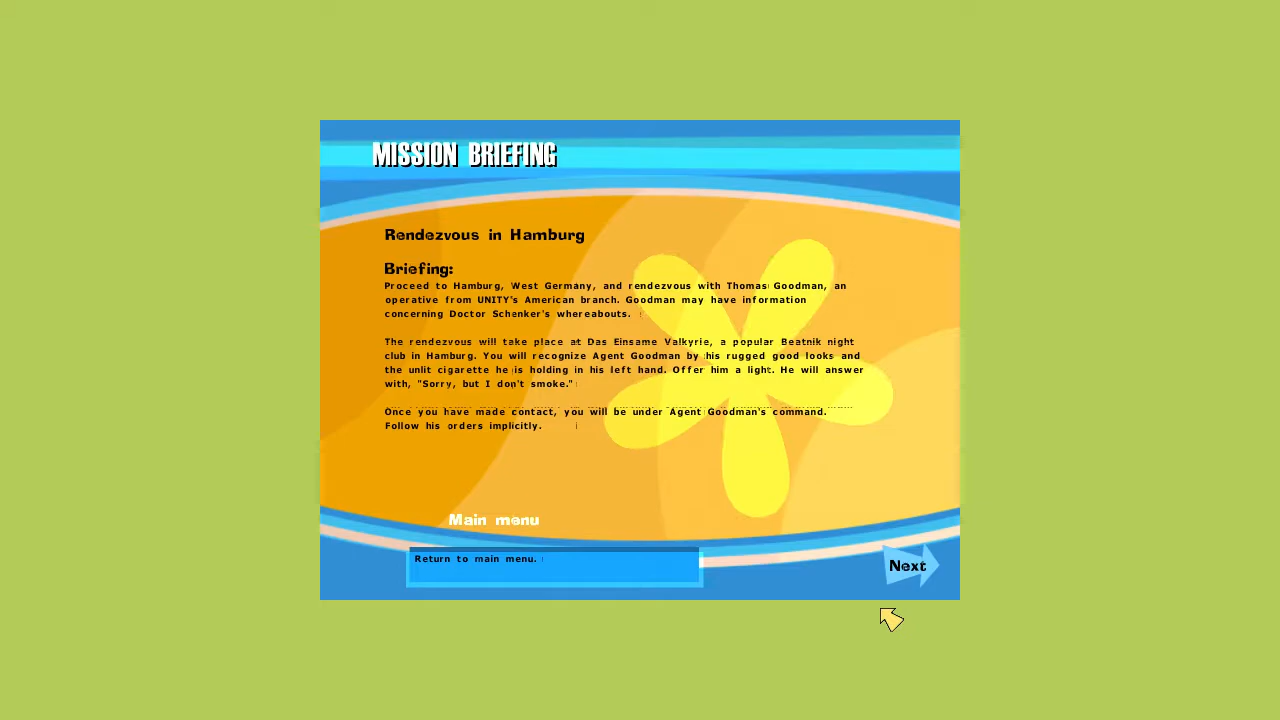 MISSION BRIEFING
Rendezvous in Hamburg
Briefing:
Proceed to Hamburg, West Germany, and rendezvous with Thomas Goodman, an
operative from UNITY's American branch. Goodman may have information
concerning Doctor Schenker's whereabouts.
The rendezvous will take place at Das Einsame Valkyrie, a popular Beatnik night
club in Hamburg. You will recognize Agent Goodman by his rugged good looks and
the unlit cigarette he is holding in his left hand. Offer him a light. He will answer
with, "Sorry, but I don't smoke."
Once you have made contact, you will be under Agent Goodman's command.
Follow his orders implicitly.
Main menu
Return to main menu.
Next